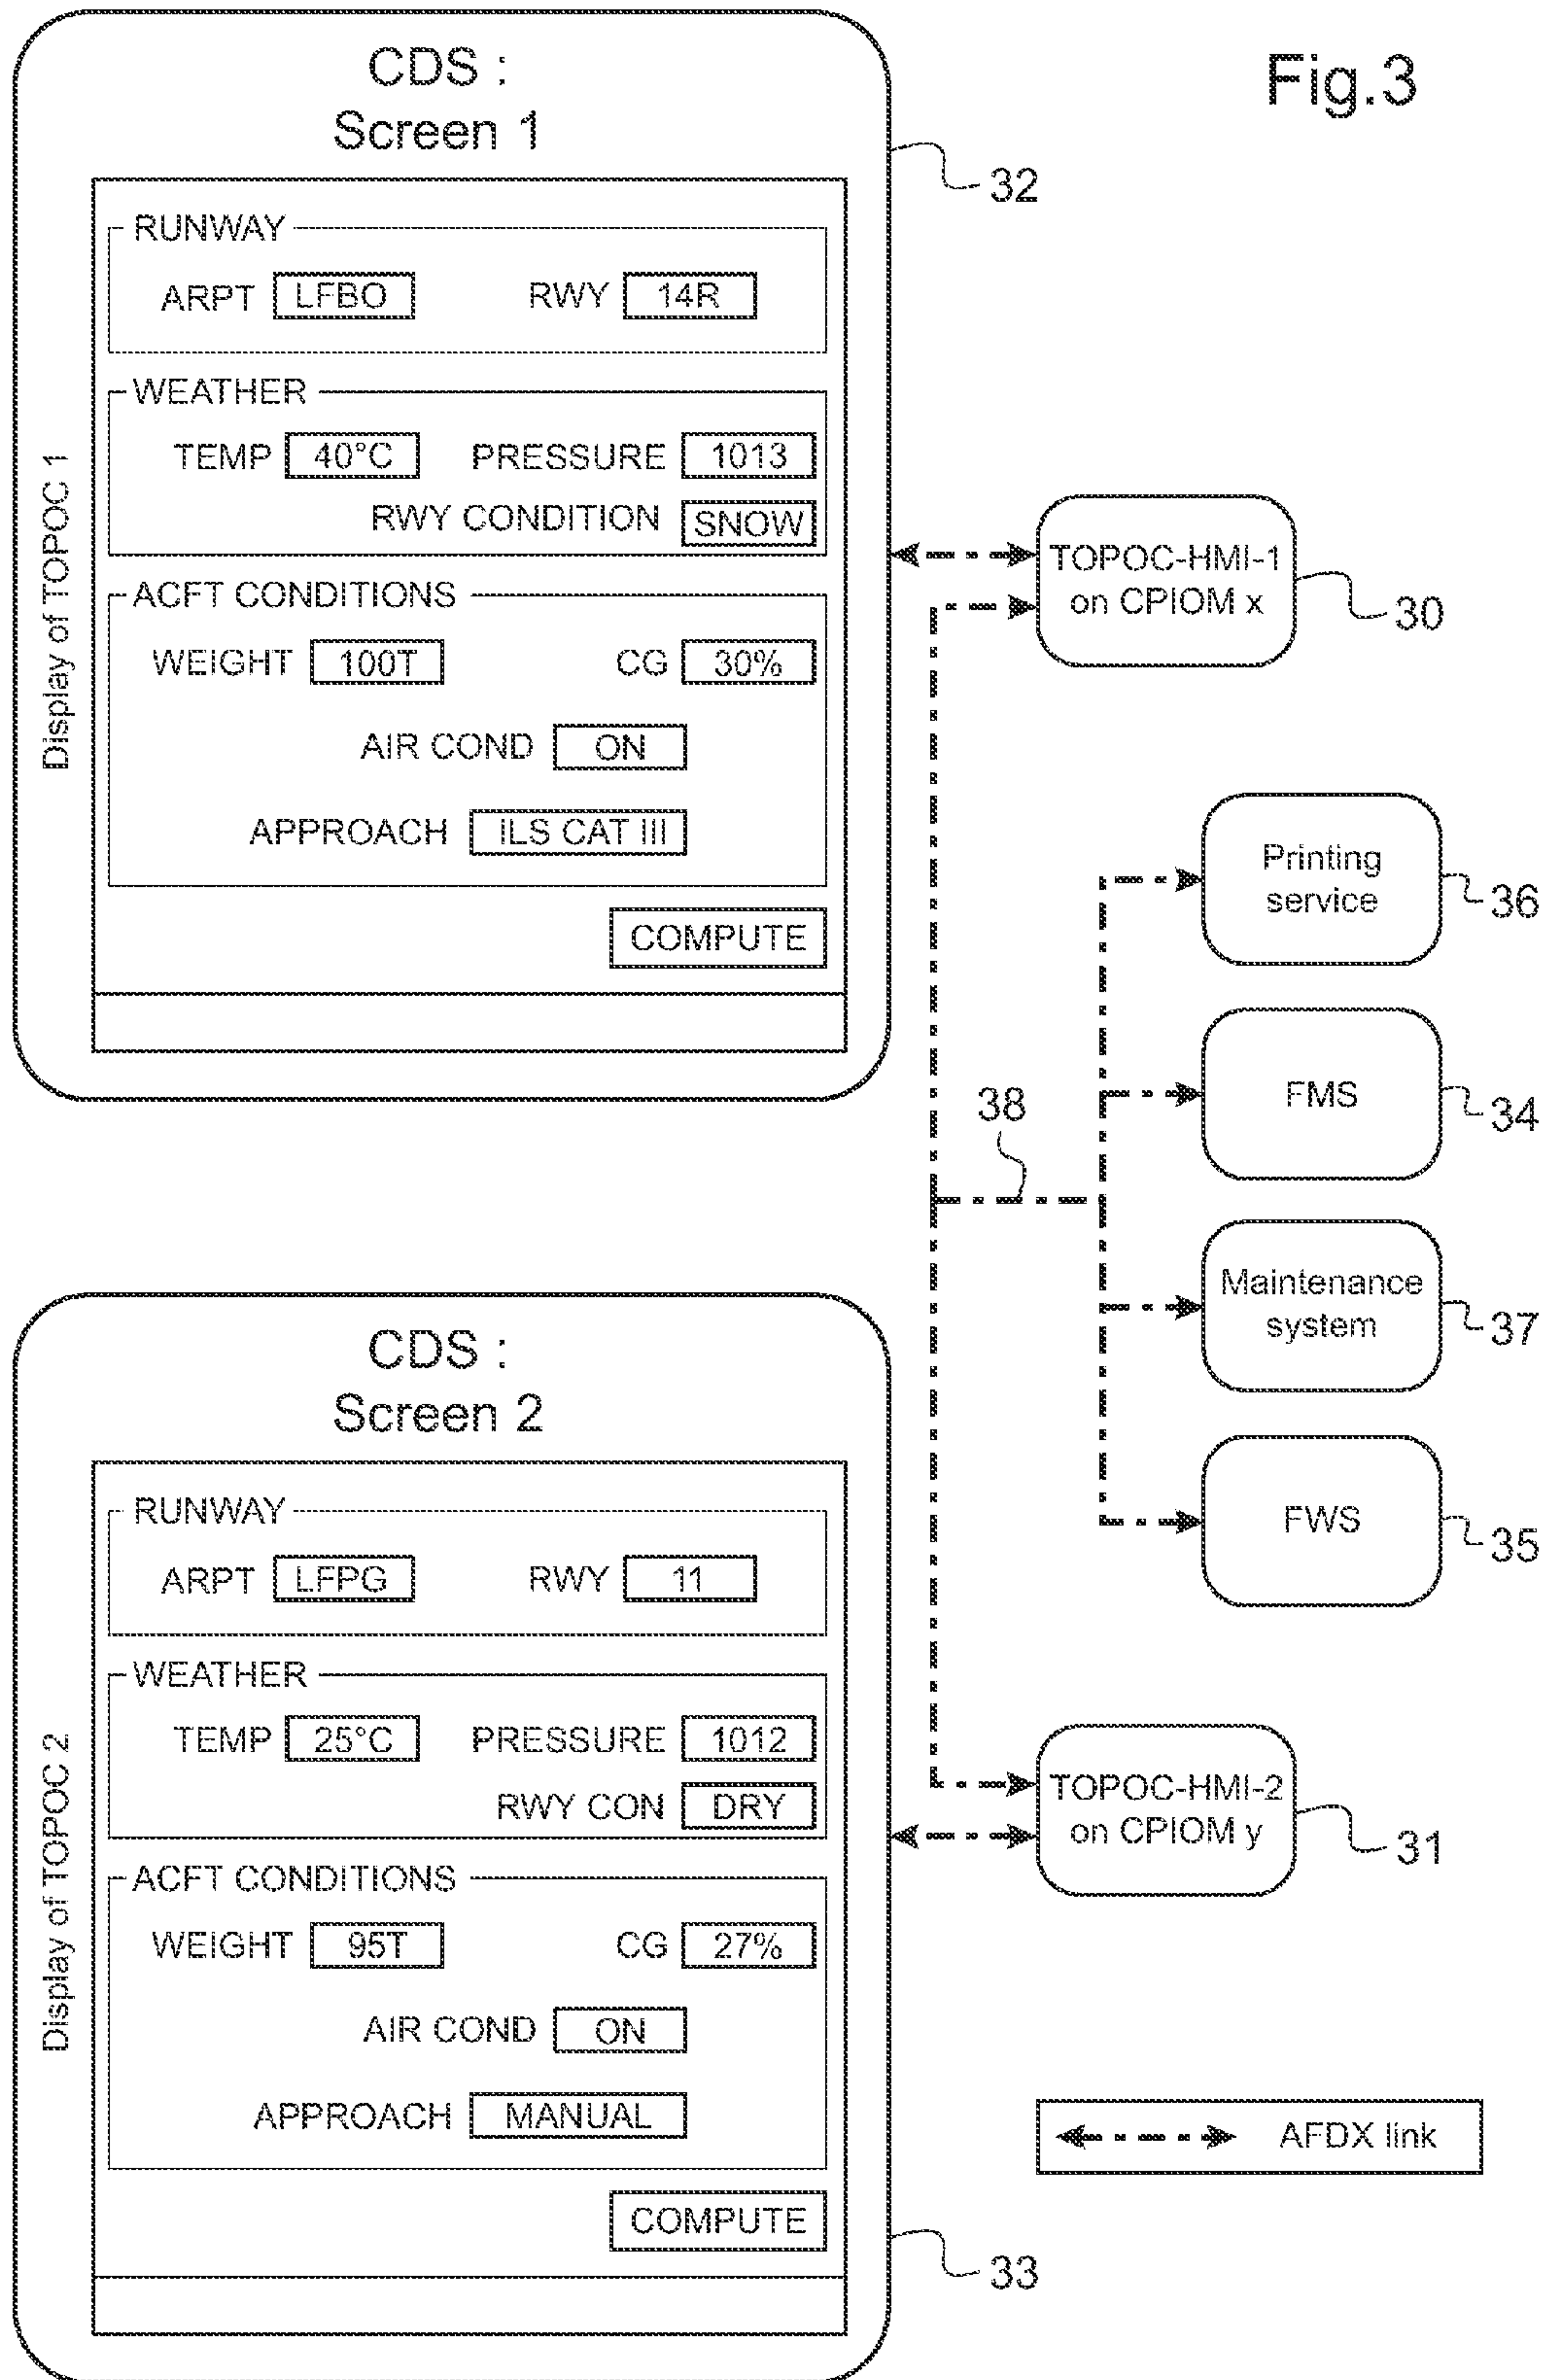 Fig.3
CDS :
Screen 1
32
Display of TOPOC 1
RUNWAY
ARPT LFBO RWY 14R
WEATHER
TEMP 40°C PRESSURE 1013
RWY CONDITION SNOW
ACFT CONDITIONS
WEIGHT 100T CG 30%
AIR COND ON
APPROACH ILS CAT III
COMPUTE
TOPOC-HMI-1
on CPIOM x
30
Printing
service
36
FMS
34
38
Maintenance
system
37
FWS
35
CDS :
Screen 2
Display of TOPOC 2
RUNWAY
ARPT LFPG RWY 11
WEATHER
TEMP 25°C PRESSURE 1012
RWY CON DRY
ACFT CONDITIONS
WEIGHT 95T CG 27%
AIR COND ON
APPROACH MANUAL
COMPUTE
33
TOPOC-HMI-2
on CPIOM y
31
AFDX link